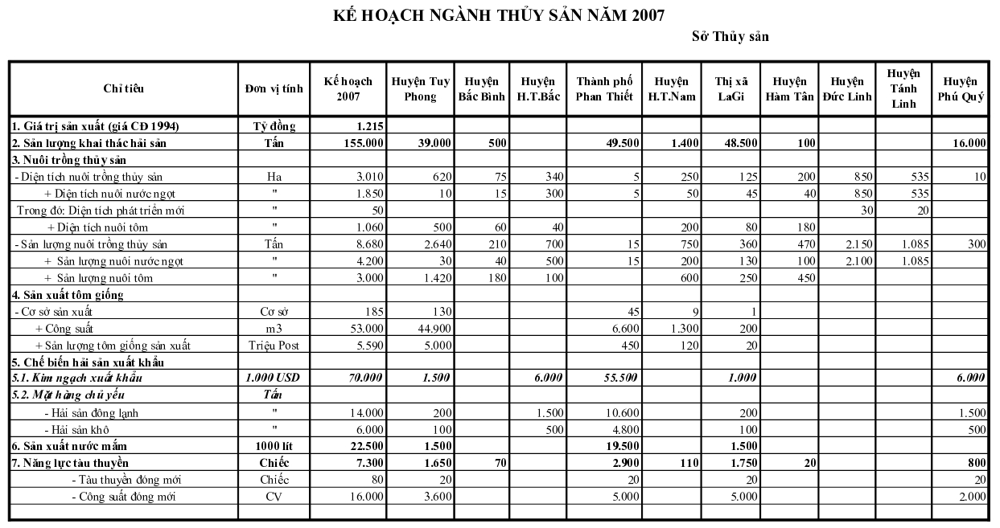 KẾ HOẠCH NGÀNH THỦY SẢN NĂM 2007
Sở Thủy sản
Chỉ tiêu Đơn vị tính Kế hoạch 2007 Huyện Tuy Phong Huyện Bắc Bình Huyện H.T.Bắc Thành phố Phan Thiết Huyện H.T.Nam Thị xã LaGi Huyện Hàm Tân Huyện Đức Linh Huyện Tánh Linh Huyện Phú Quý
1. Giá trị sản xuất (giá CĐ 1994) Tỷ đồng 1.215
2. Sản lượng khai thác hải sản Tấn 155.000 39.000 500 49.500 1.400 48.500 100 16.000
3. Nuôi trồng thủy sản
- Diện tích nuôi trồng thủy sản Ha 3.010 620 75 340 5 250 125 200 850 535 10
+ Diện tích nuôi nước ngọt " 1.850 10 15 300 5 50 45 40 850 535
Trong đó: Diện tích phát triển mới " 50 30 20
+ Diện tích nuôi tôm " 1.060 500 60 40 200 80 180
- Sản lượng nuôi trồng thủy sản Tấn 8.680 2.640 210 700 15 750 360 470 2.150 1.085 300
+ Sản lượng nuôi nước ngọt " 4.200 30 40 500 15 200 130 100 2.100 1.085
+ Sản lượng nuôi tôm " 3.000 1.420 180 100 600 250 450
4. Sản xuất tôm giống
- Cơ sở sản xuất Cơ sở 185 130 45 9 1
+ Công suất m3 53.000 44.900 6.600 1.300 200
+ Sản lượng tôm giống sản xuất Triệu Post 5.590 5.000 450 120 20
5. Chế biến hải sản xuất khẩu
5.1. Kim ngạch xuất khẩu 1.000 USD 70.000 1.500 6.000 55.500 1.000 6.000
5.2. Mặt hàng chủ yếu Tấn
- Hải sản đông lạnh " 14.000 200 1.500 10.600 200 1.500
- Hải sản khô " 6.000 100 500 4.800 100 500
6. Sản xuất nước mắm 1000 lít 22.500 1.500 19.500 1.500
7. Năng lực tàu thuyền Chiếc 7.300 1.650 70 2.900 110 1.750 20 800
- Tàu thuyền đóng mới Chiếc 80 20 20 20 20
- Công suất đóng mới CV 16.000 3.600 5.000 5.000 2.000